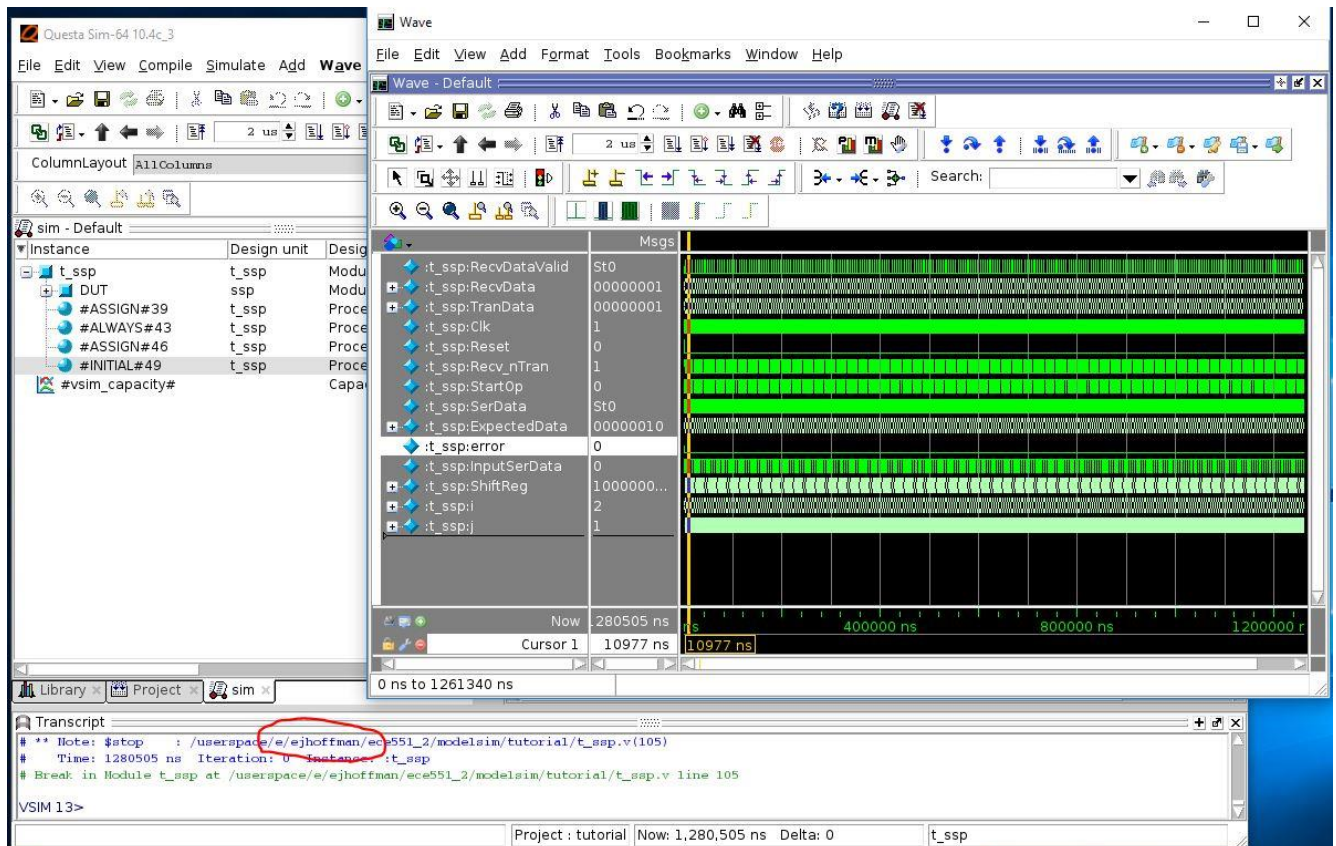 Questa Sim-64 10.4c_3
File Edit View Compile Simulate Add Wave
2 us
ColumnLayout AllColumns
sim - Default
Instance Design unit Desig
t_ssp t_ssp Modu
DUT ssp Modu
#ASSIGN#39 t_ssp Proce
#ALWAYS#43 t_ssp Proce
#ASSIGN#46 t_ssp Proce
#INITIAL#49 t_ssp Proce
#vsim_capacity# Capa
Library Project sim
Wave
File Edit View Add Format Tools Bookmarks Window Help
Wave - Default
2 us
Search:
Msgs
:t_ssp:RecvDataValid St0
:t_ssp:RecvData 00000001
:t_ssp:TranData 00000001
:t_ssp:Clk 1
:t_ssp:Reset 0
:t_ssp:Recv_nTran 1
:t_ssp:StartOp 0
:t_ssp:SerData St0
:t_ssp:ExpectedData 00000010
:t_ssp:error 0
:t_ssp:InputSerData 0
:t_ssp:ShiftReg 1000000...
:t_ssp:i 2
:t_ssp:j 1
Now 280505 ns ns 400000 ns 800000 ns 1200000 r
Cursor 1 10977 ns 10977 ns
0 ns to 1261340 ns
Transcript
# ** Note: $stop : /userspace/e/ejhoffman/ece551_2/modelsim/tutorial/t_ssp.v(105)
# Time: 1280505 ns Iteration: 0 Instance: :t_ssp
# Break in Module t_ssp at /userspace/e/ejhoffman/ece551_2/modelsim/tutorial/t_ssp.v line 105
VSIM 13>
Project : tutorial Now: 1,280,505 ns Delta: 0 t_ssp